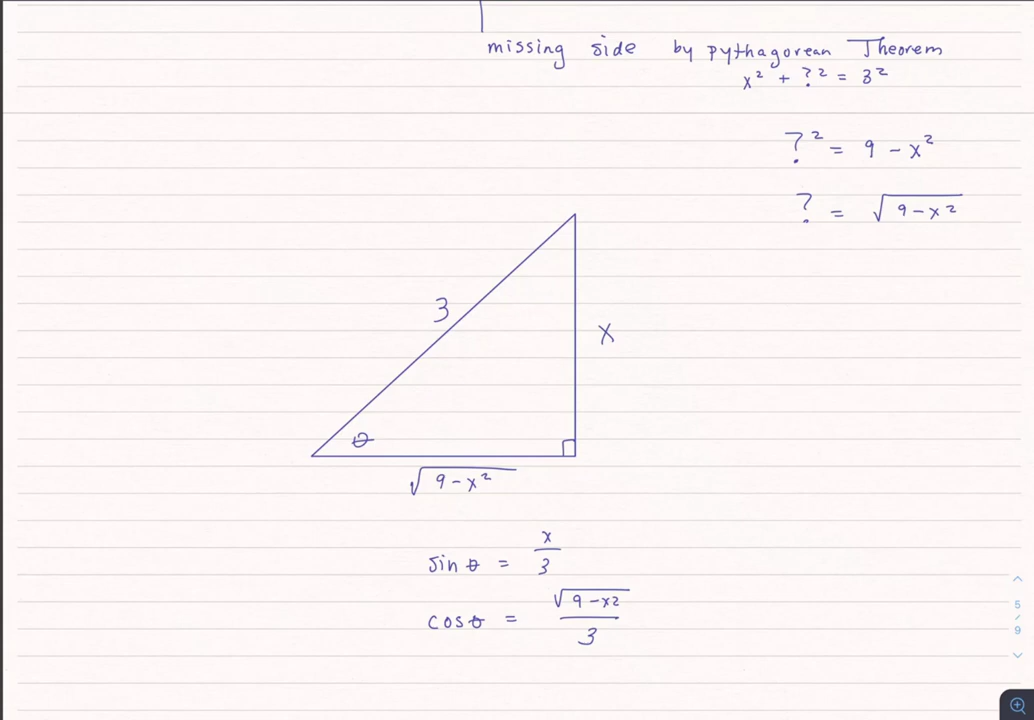 missing side by pythagorean Theorem
x² + ?² = 3²
?² = 9 - x²
? = √(9-x²)
3
x
θ
√(9-x²)
sin θ = x/3
cos θ = √(9-x²)/3
5
/
9